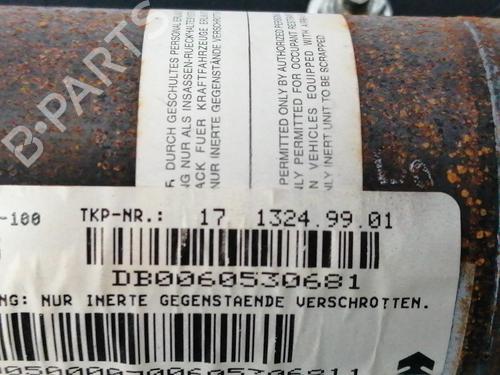 DURCH GESCHULTES PERSONAL
NUR ALS INSASSEN-RUECKHALTE
FUER KRAFTFAHRZEUGE
NUR INERTE GEGENSTÄNDE VERSCHROT
PERMITTED ONLY BY AUTHORIZED
PERMITTED FOR OCCUPANT
VEHICLES EQUIPPED WITH
INERT UNIT TO BE SCRAPPED
-100 TKP-NR.: 17 1324.99.01
DB0060530681
NG: NUR INERTE GEGENSTAENDE VERSCHROTTEN.
B-PARTS